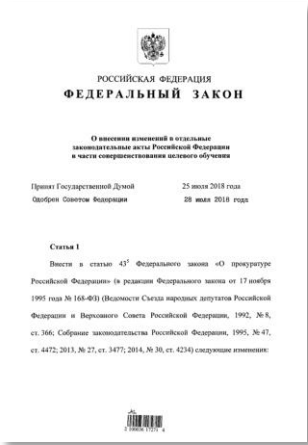 РОССИЙСКАЯ ФЕДЕРАЦИЯ
ФЕДЕРАЛЬНЫЙ ЗАКОН
О внесении изменений в отдельные
законодательные акты Российской Федерации
в части совершенствования целевого обучения
Принят Государственной Думой 25 июля 2018 года
Одобрен Советом Федерации 28 июля 2018 года
Статья 1
Внести в статью 43⁵ Федерального закона «О прокуратуре
Российской Федерации» (в редакции Федерального закона от 17 ноября
1995 года № 168-ФЗ) (Ведомости Съезда народных депутатов Российской
Федерации и Верховного Совета Российской Федерации, 1992, № 8,
ст. 366; Собрание законодательства Российской Федерации, 1995, № 47,
ст. 4472; 2013, № 27, ст. 3477; 2014, № 30, ст. 4234) следующие изменения: